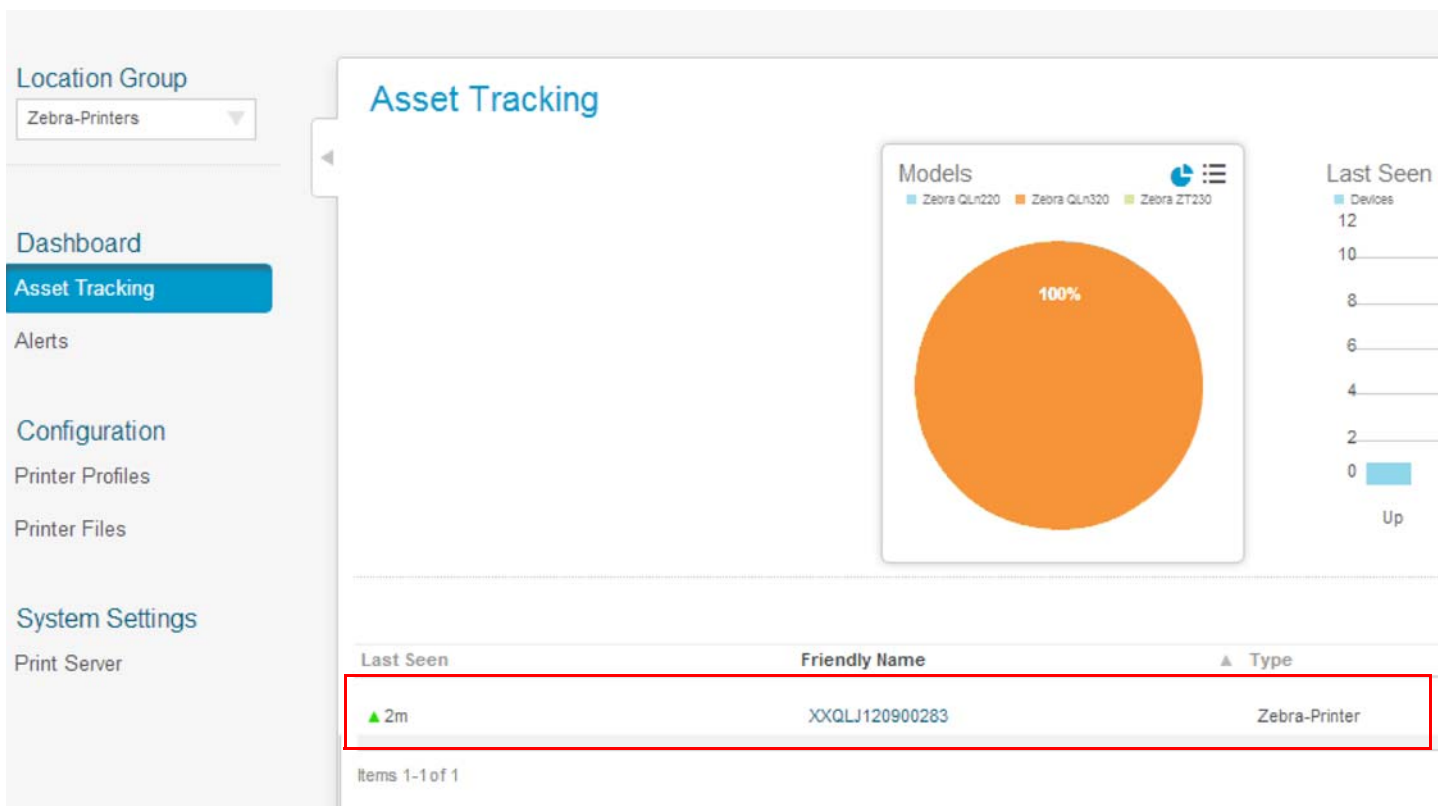 Location Group
Zebra-Printers
Dashboard
Asset Tracking
Alerts
Configuration
Printer Profiles
Printer Files
System Settings
Print Server
Asset Tracking
Models
Zebra QLn220 Zebra QLn320 Zebra ZT230
100%
Last Seen
Devices
12
10
8
6
4
2
0
Up
Last Seen Friendly Name Type
2m XXQLJ120900283 Zebra-Printer
Items 1-1 of 1